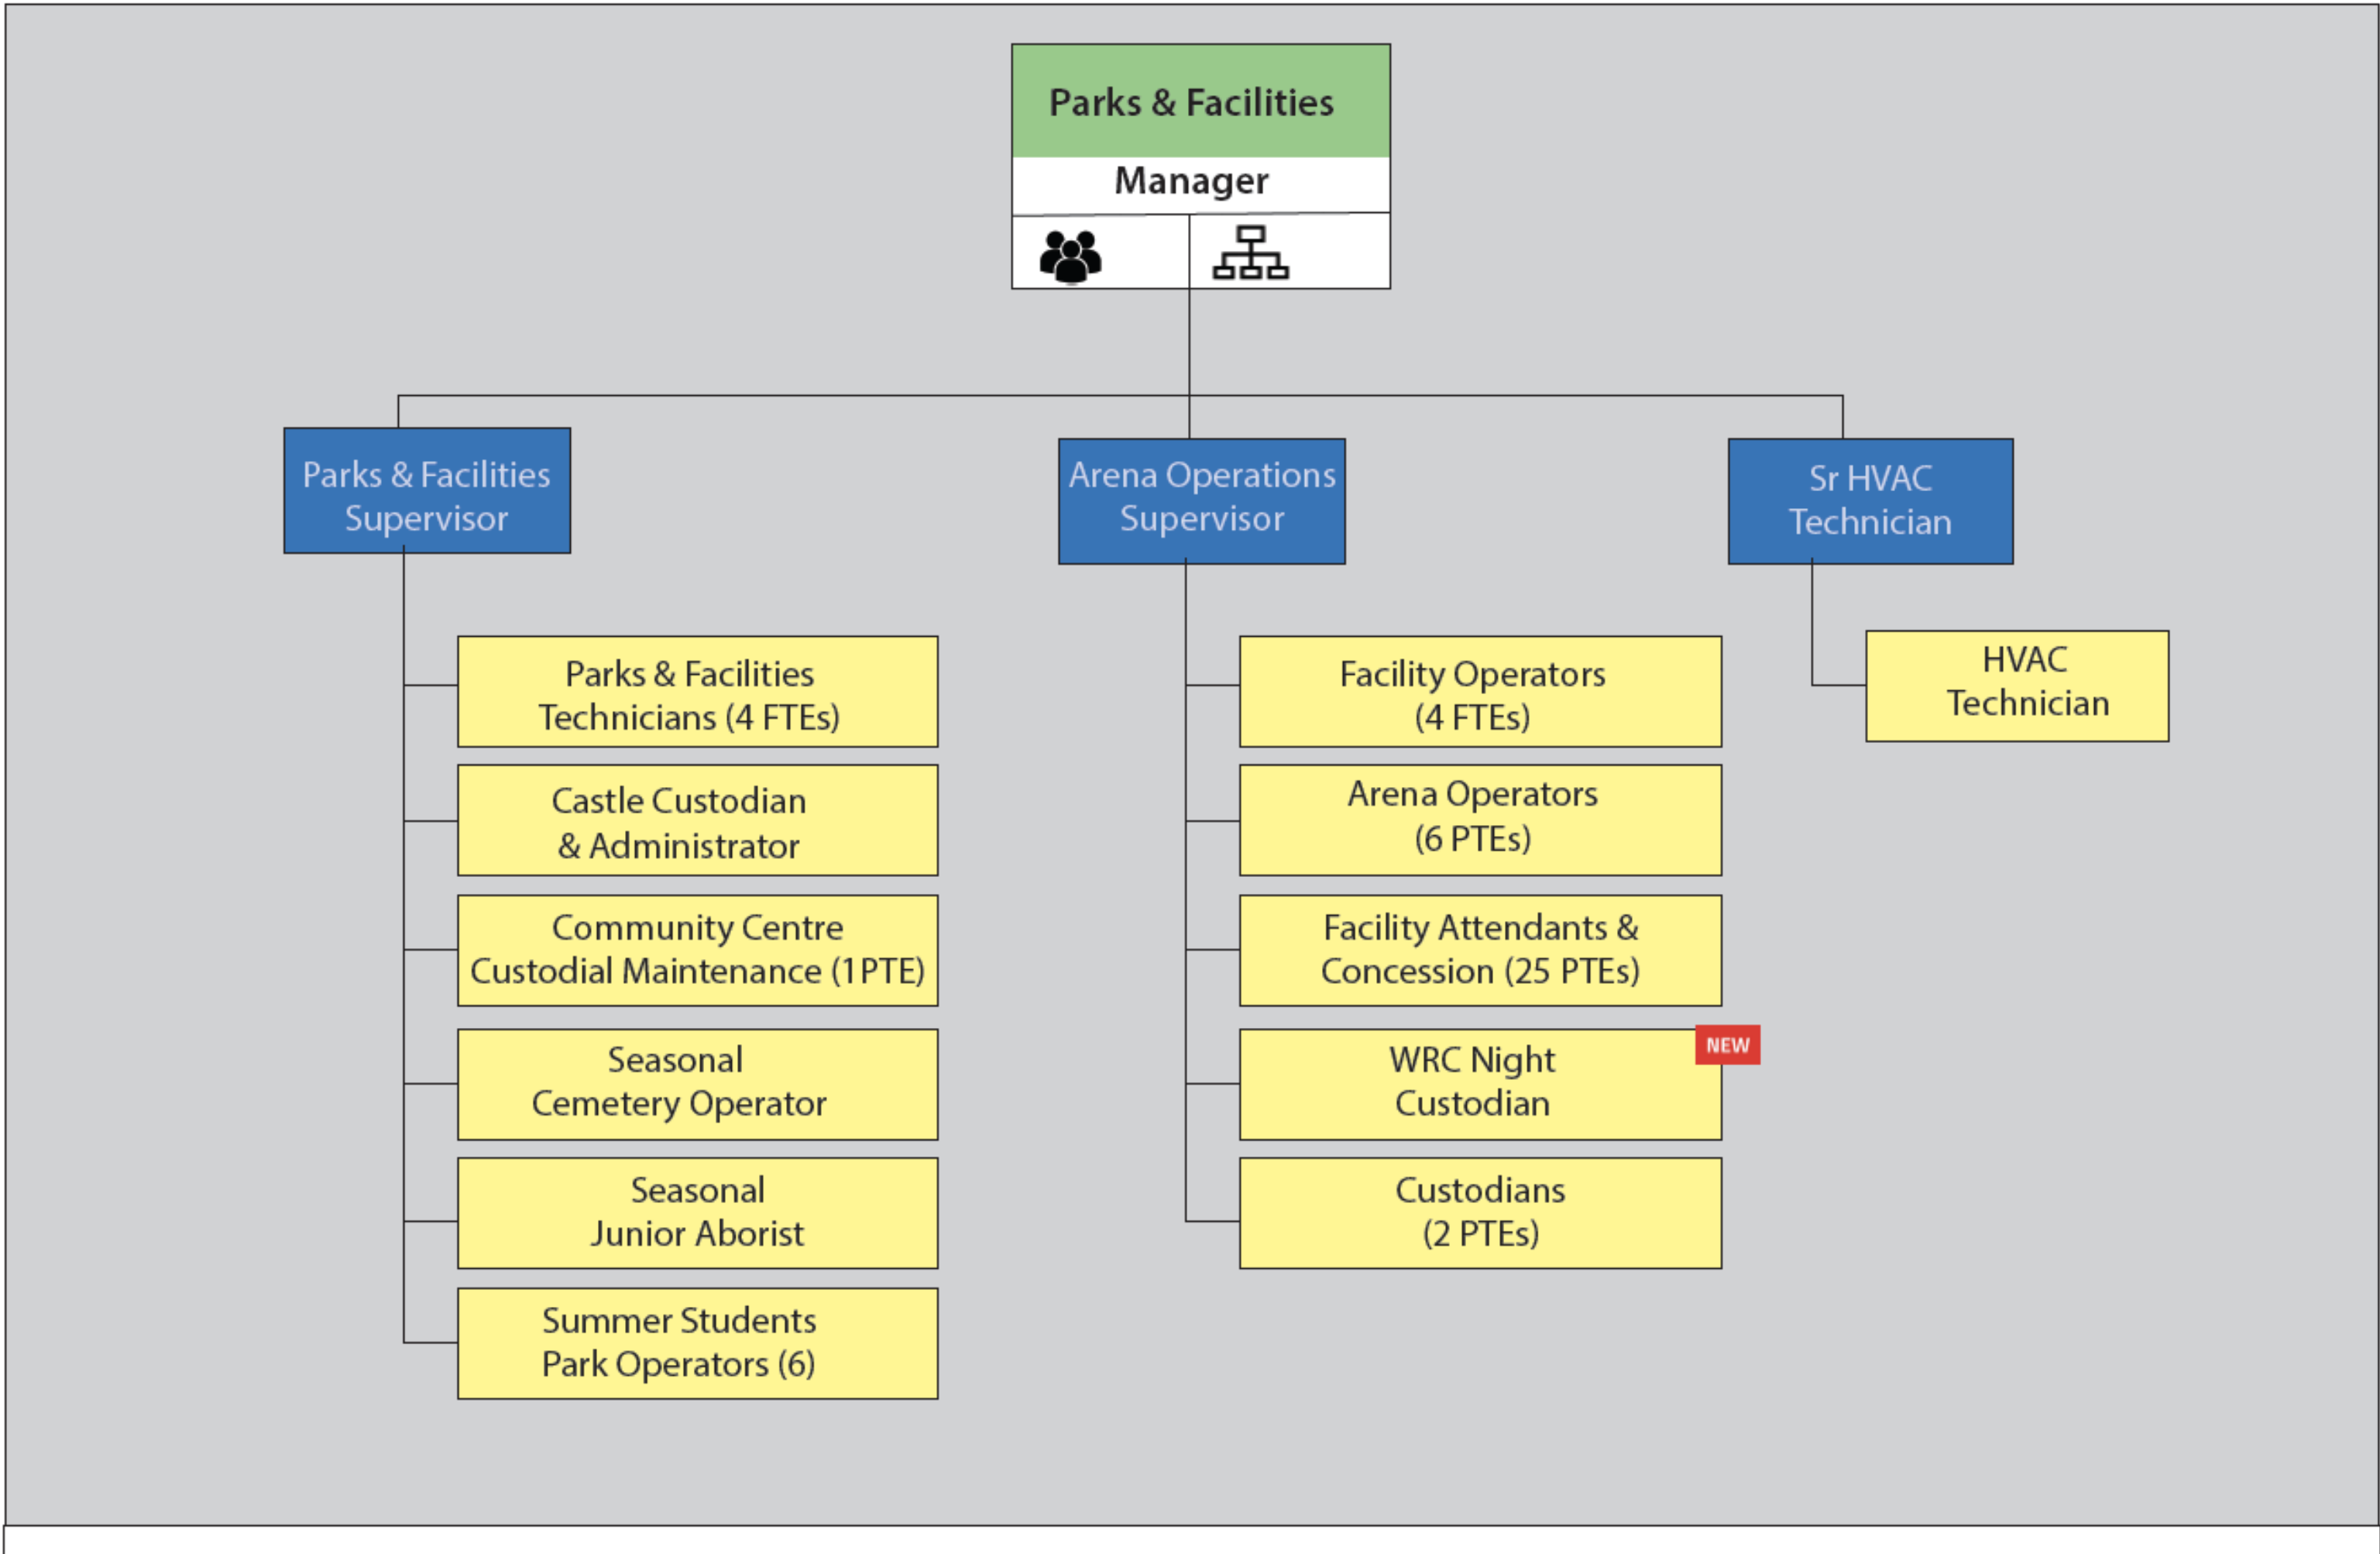 Parks & Facilities
Manager
Parks & Facilities
Supervisor
Parks & Facilities
Technicians (4 FTEs)
Castle Custodian
& Administrator
Community Centre
Custodial Maintenance (1PTE)
Seasonal
Cemetery Operator
Seasonal
Junior Aborist
Summer Students
Park Operators (6)
Arena Operations
Supervisor
Facility Operators
(4 FTEs)
Arena Operators
(6 PTEs)
Facility Attendants &
Concession (25 PTEs)
NEW
WRC Night
Custodian
Custodians
(2 PTEs)
Sr HVAC
Technician
HVAC
Technician